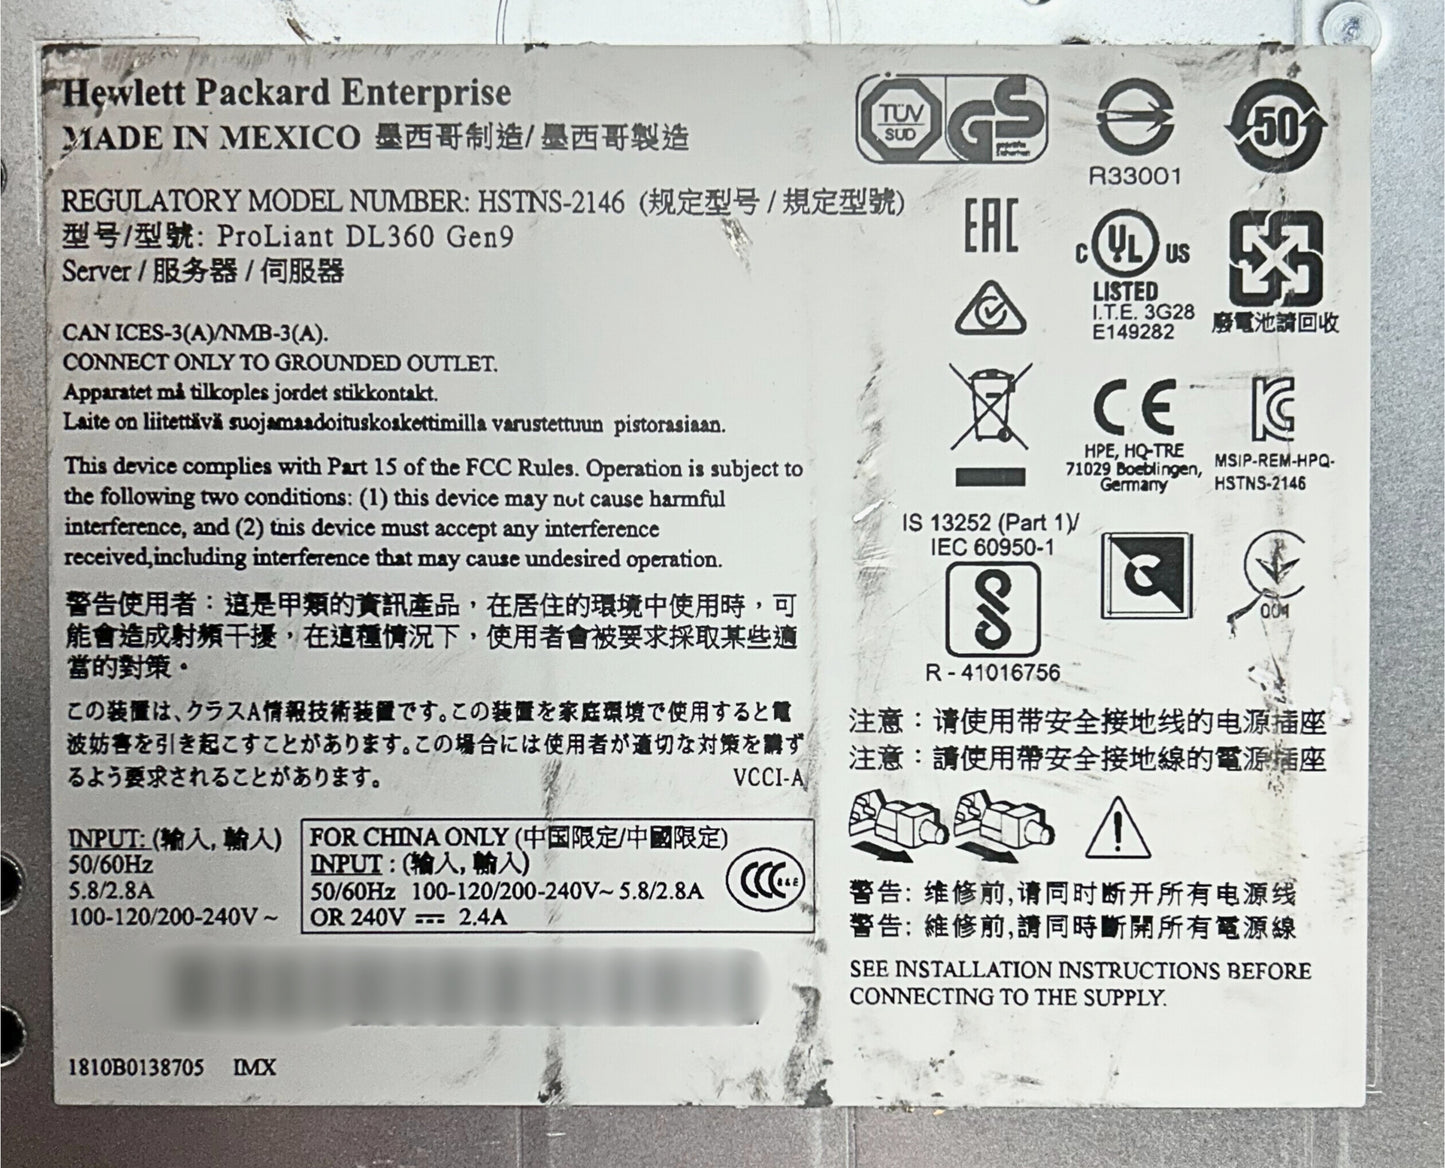 Hewlett Packard Enterprise
MADE IN MEXICO 墨西哥制造/ 墨西哥製造
REGULATORY MODEL NUMBER: HSTNS-2146 (规定型号 / 規定型號)
型号/型號: ProLiant DL360 Gen9
Server / 服务器 / 伺服器
CAN ICES-3(A)/NMB-3(A).
CONNECT ONLY TO GROUNDED OUTLET.
Apparatet må tilkoples jordet stikkontakt.
Laite on liitettävä suojamaadoituskoskettimilla varustettuun pistorasiaan.
This device complies with Part 15 of the FCC Rules. Operation is subject to
the following two conditions: (1) this device may not cause harmful
interference, and (2) this device must accept any interference
received,including interference that may cause undesired operation.
警告使用者：這是甲類的資訊產品，在居住的環境中使用時，可
能會造成射頻干擾，在這種情況下，使用者會被要求採取某些適
當的對策。
この装置は、クラスA情報技術装置です。この装置を家庭環境で使用すると電
波妨害を引き起こすことがあります。この場合には使用者が適切な対策を講ず
るよう要求されることがあります。 VCCI-A
INPUT: (输入, 輸入)
50/60Hz
5.8/2.8A
100-120/200-240V ~
FOR CHINA ONLY (中国限定/中國限定)
INPUT : (输入, 輸入)
50/60Hz 100-120/200-240V~ 5.8/2.8A
OR 240V ⎓ 2.4A
CCC S&E
1810B0138705 IMX
TÜV
SÜD
GS
geprüfte
Sicherheit
R33001
50
EAC
C UL US
LISTED
I.T.E. 3G28
E149282
廢電池請回收
CE
HPE, HQ-TRE
71029 Boeblingen,
Germany
KC
MSIP-REM-HPQ-
HSTNS-2146
IS 13252 (Part 1)/
IEC 60950-1
R - 41016756
C
001
注意：请使用带安全接地线的电源插座
注意：請使用帶安全接地線的電源插座
警告: 维修前,请同时断开所有电源线
警告: 維修前,請同時斷開所有電源線
SEE INSTALLATION INSTRUCTIONS BEFORE
CONNECTING TO THE SUPPLY.